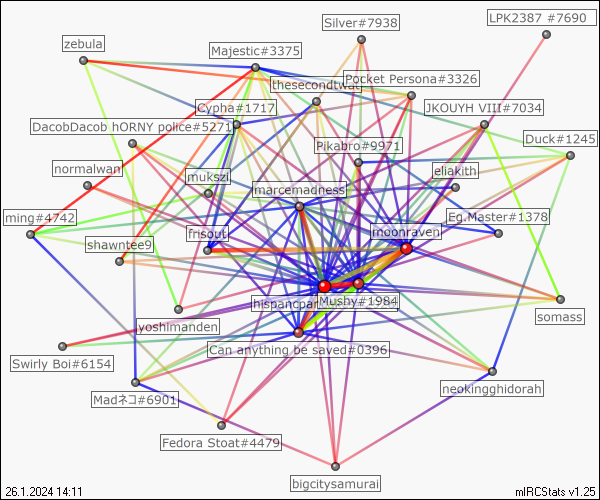 LPK2387 #7690
Silver#7938
zebula
Majestic#3375
Pocket Persona#3326
thesecondtwat
Cypha#1717
JKOUYH VIII#7034
DacobDacob hORNY police#5271
Duck#1245
Pikabro#9971
normalwan
mukszi
eliakith
marcemadness
ming#4742
Eg.Master#1378
shawntee9
frisout
moonraven
hispancpar
Mushy#1984
somass
yoshimanden
Can anything be saved#0396
Swirly Boi#6154
neokingghidorah
Madネコ#6901
Fedora Stoat#4479
bigcitysamurai
26.1.2024 14:11
mIRCStats v1.25